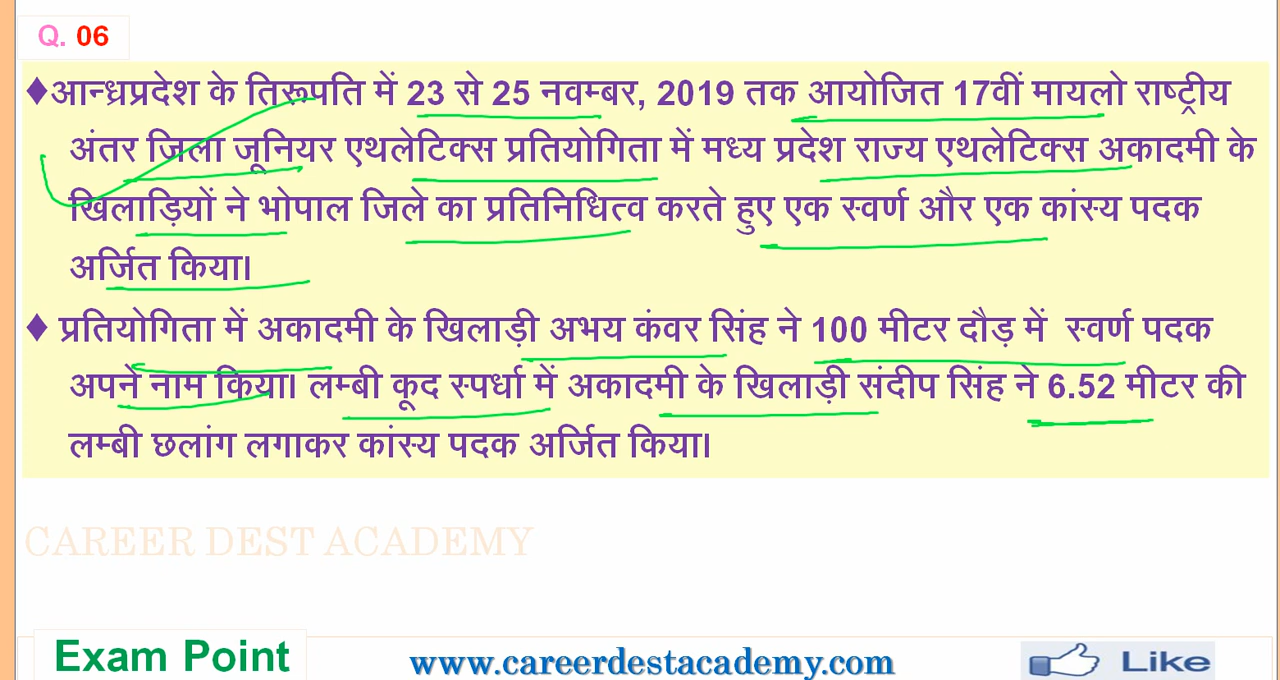 Q. 06
♦आन्ध्रप्रदेश के तिरूपति में 23 से 25 नवम्बर, 2019 तक आयोजित 17वीं मायलो राष्ट्रीय
अंतर जिला जूनियर एथलेटिक्स प्रतियोगिता में मध्य प्रदेश राज्य एथलेटिक्स अकादमी के
खिलाड़ियों ने भोपाल जिले का प्रतिनिधित्व करते हुए एक स्वर्ण और एक कांस्य पदक
अर्जित किया।
♦ प्रतियोगिता में अकादमी के खिलाड़ी अभय कंवर सिंह ने 100 मीटर दौड़ में स्वर्ण पदक
अपने नाम किया। लम्बी कूद स्पर्धा में अकादमी के खिलाड़ी संदीप सिंह ने 6.52 मीटर की
लम्बी छलांग लगाकर कांस्य पदक अर्जित किया।
CAREER DEST ACADEMY
Exam Point
www.careerdestacademy.com
Like